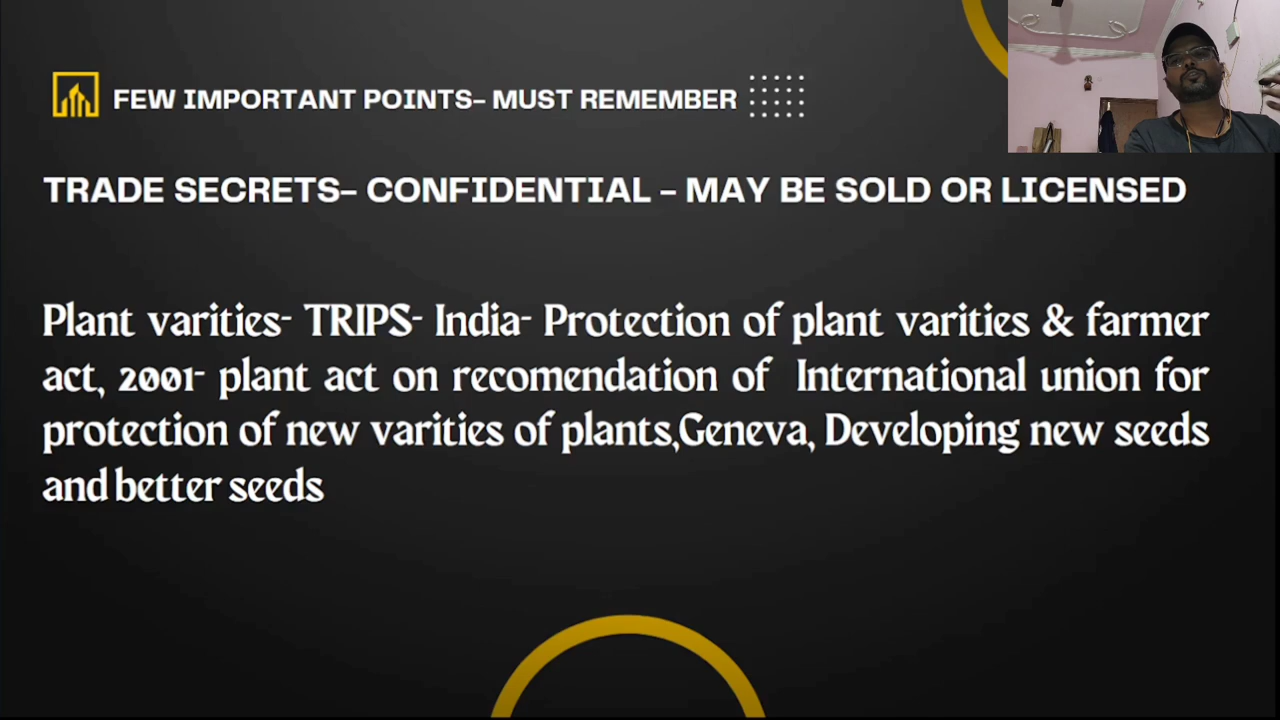 FEW IMPORTANT POINTS- MUST REMEMBER
TRADE SECRETS- CONFIDENTIAL - MAY BE SOLD OR LICENSED
Plant varities- TRIPS- India- Protection of plant varities & farmer
act, 2001- plant act on recomendation of International union for
protection of new varities of plants,Geneva, Developing new seeds
and better seeds